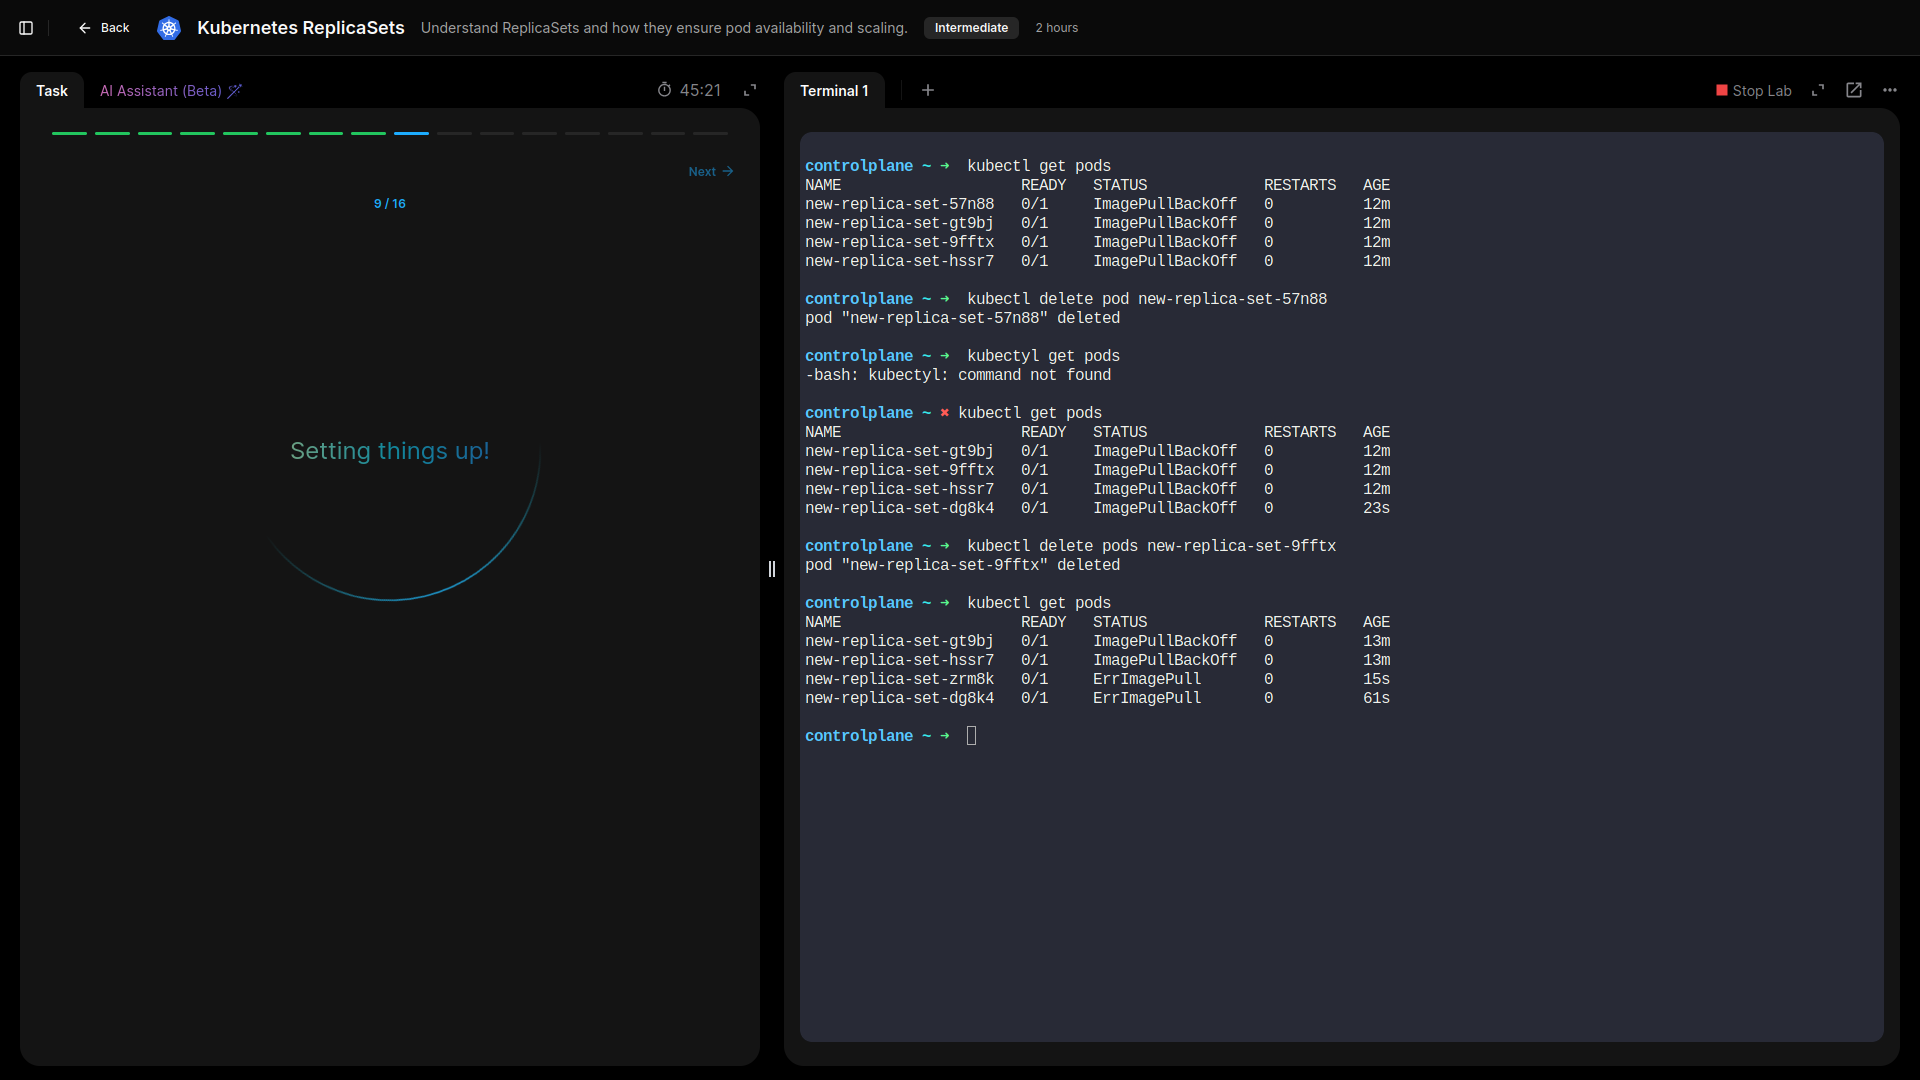 Back
Kubernetes ReplicaSets
Understand ReplicaSets and how they ensure pod availability and scaling.
Intermediate
2 hours
Task
AI Assistant (Beta)
45:21
Next →
9 / 16
Setting things up!
Terminal 1
+
Stop Lab
controlplane ~ ➜  kubectl get pods
NAME                    READY   STATUS             RESTARTS   AGE
new-replica-set-57n88   0/1     ImagePullBackOff   0          12m
new-replica-set-gt9bj   0/1     ImagePullBackOff   0          12m
new-replica-set-9fftx   0/1     ImagePullBackOff   0          12m
new-replica-set-hssr7   0/1     ImagePullBackOff   0          12m
controlplane ~ ➜  kubectl delete pod new-replica-set-57n88
pod "new-replica-set-57n88" deleted
controlplane ~ ➜  kubectyl get pods
-bash: kubectyl: command not found
controlplane ~ ✖ kubectl get pods
NAME                    READY   STATUS             RESTARTS   AGE
new-replica-set-gt9bj   0/1     ImagePullBackOff   0          12m
new-replica-set-9fftx   0/1     ImagePullBackOff   0          12m
new-replica-set-hssr7   0/1     ImagePullBackOff   0          12m
new-replica-set-dg8k4   0/1     ImagePullBackOff   0          23s
controlplane ~ ➜  kubectl delete pods new-replica-set-9fftx
pod "new-replica-set-9fftx" deleted
controlplane ~ ➜  kubectl get pods
NAME                    READY   STATUS             RESTARTS   AGE
new-replica-set-gt9bj   0/1     ImagePullBackOff   0          13m
new-replica-set-hssr7   0/1     ImagePullBackOff   0          13m
new-replica-set-zrm8k   0/1     ErrImagePull       0          15s
new-replica-set-dg8k4   0/1     ErrImagePull       0          61s
controlplane ~ ➜